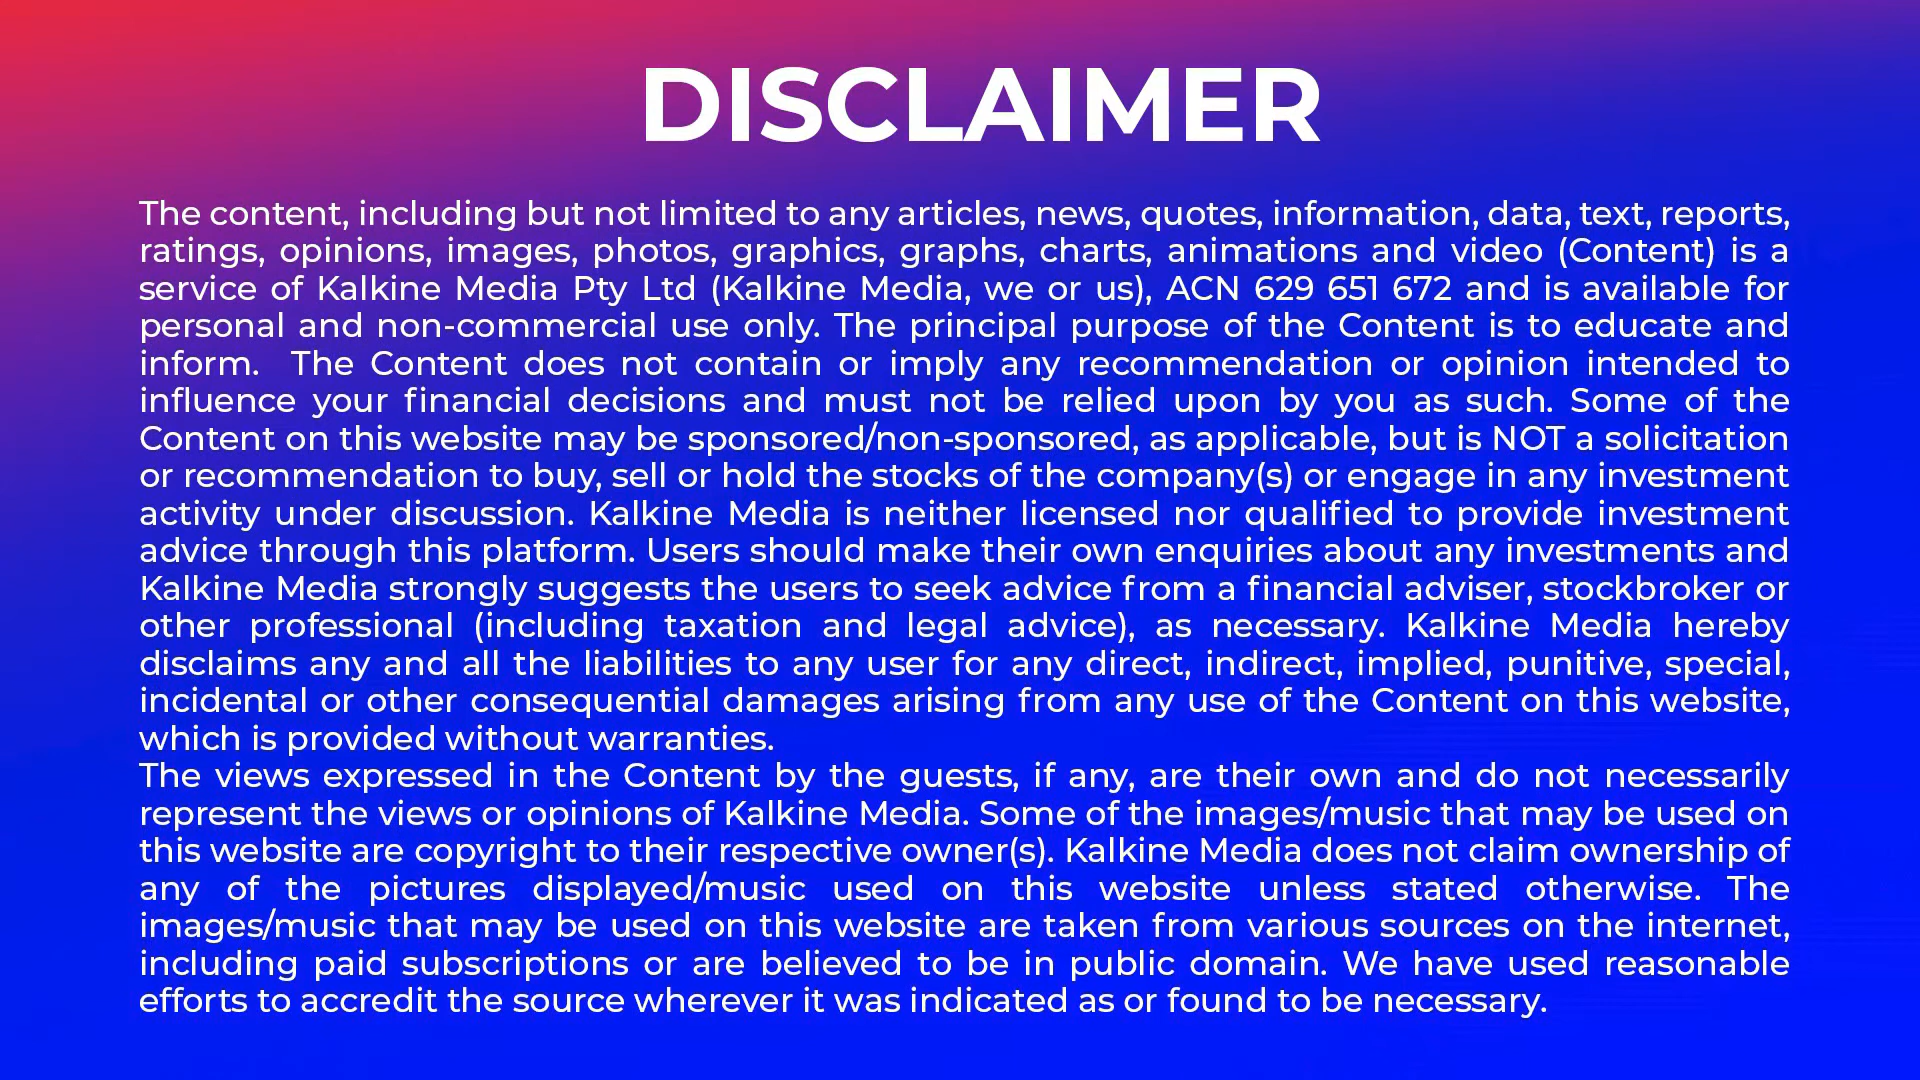 DISCLAIMER
The content, including but not limited to any articles, news, quotes, information, data, text, reports,
ratings, opinions, images, photos, graphics, graphs, charts, animations and video (Content) is a
service of Kalkine Media Pty Ltd (Kalkine Media, we or us), ACN 629 651 672 and is available for
personal and non-commercial use only. The principal purpose of the Content is to educate and
inform.  The Content does not contain or imply any recommendation or opinion intended to
influence your financial decisions and must not be relied upon by you as such. Some of the
Content on this website may be sponsored/non-sponsored, as applicable, but is NOT a solicitation
or recommendation to buy, sell or hold the stocks of the company(s) or engage in any investment
activity under discussion. Kalkine Media is neither licensed nor qualified to provide investment
advice through this platform. Users should make their own enquiries about any investments and
Kalkine Media strongly suggests the users to seek advice from a financial adviser, stockbroker or
other professional (including taxation and legal advice), as necessary. Kalkine Media hereby
disclaims any and all the liabilities to any user for any direct, indirect, implied, punitive, special,
incidental or other consequential damages arising from any use of the Content on this website,
which is provided without warranties.
The views expressed in the Content by the guests, if any, are their own and do not necessarily
represent the views or opinions of Kalkine Media. Some of the images/music that may be used on
this website are copyright to their respective owner(s). Kalkine Media does not claim ownership of
any of the pictures displayed/music used on this website unless stated otherwise. The
images/music that may be used on this website are taken from various sources on the internet,
including paid subscriptions or are believed to be in public domain. We have used reasonable
efforts to accredit the source wherever it was indicated as or found to be necessary.